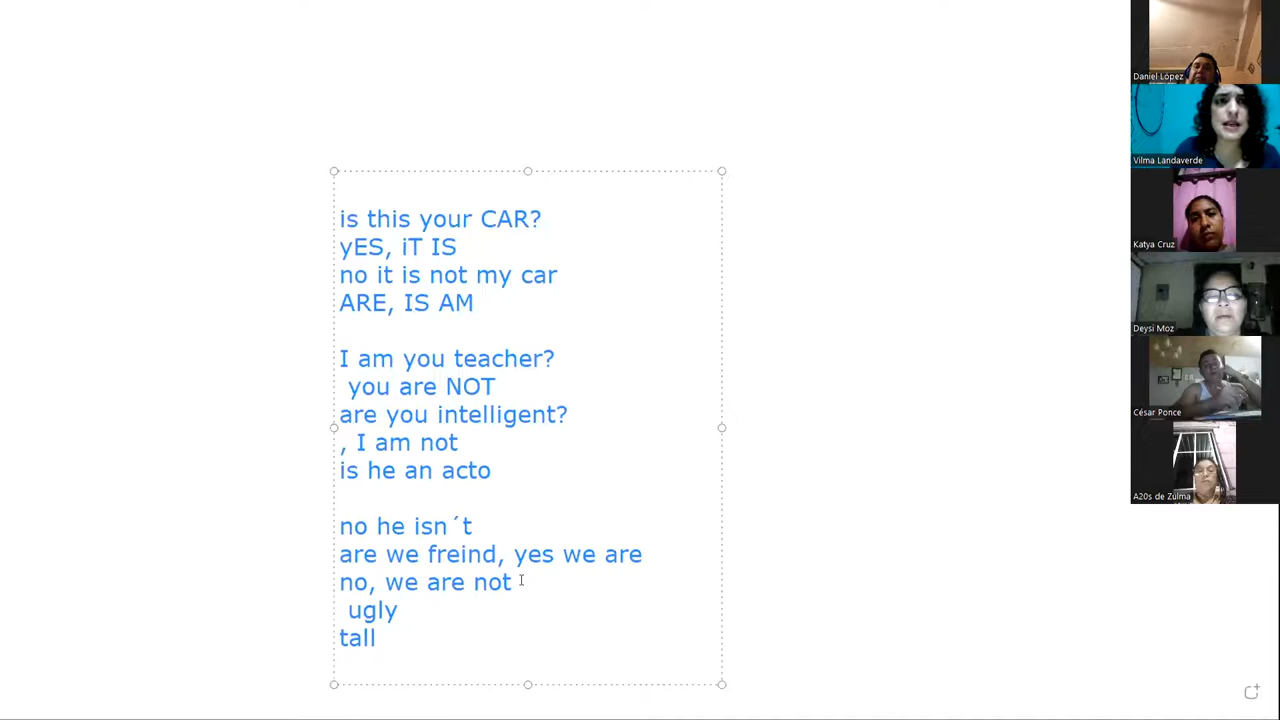 is this your CAR?
yES, iT IS
no it is not my car
ARE, IS AM
I am you teacher?
you are NOT
are you intelligent?
, I am not
is he an acto
no he isn´t
are we freind, yes we are
no, we are not
ugly
tall
Daniel López
Vilma Landaverde
Katya Cruz
Deysi Moz
César Ponce
A20s de Zulma